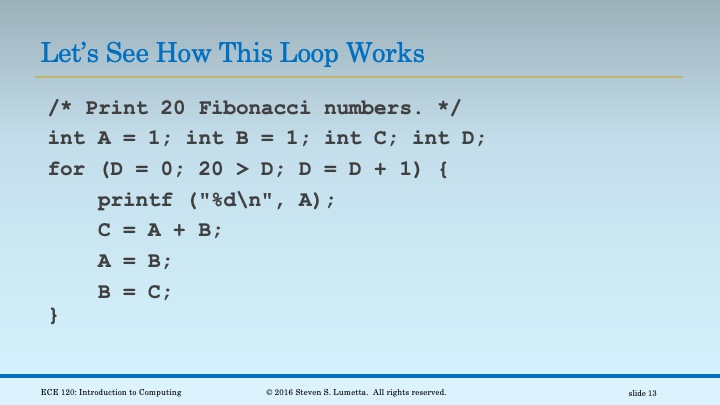 Let's See How This Loop Works
/* Print 20 Fibonacci numbers. */
int A = 1; int B = 1; int C; int D;
for (D = 0; 20 > D; D = D + 1) {
    printf ("%d\n", A);
    C = A + B;
    A = B;
    B = C;
}
ECE 120: Introduction to Computing © 2016 Steven S. Lumetta. All rights reserved. slide 13